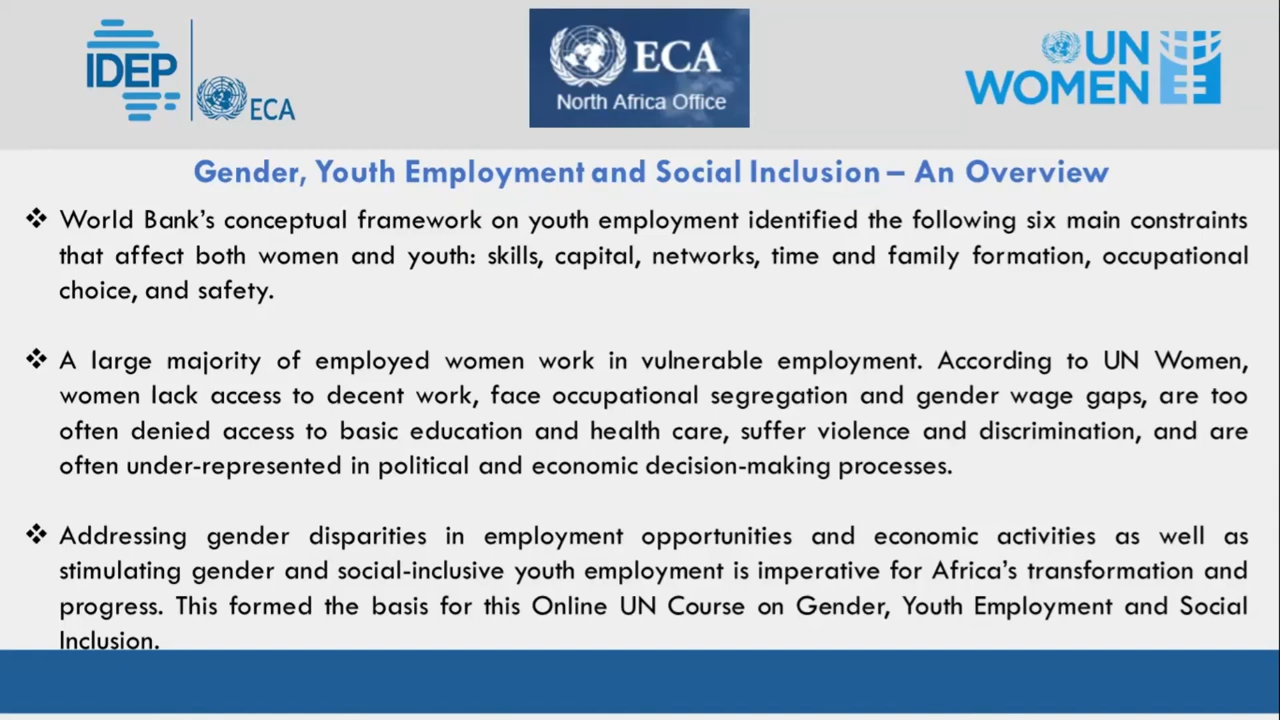 IDEP
ECA
ECA
North Africa Office
UN
WOMEN
Gender, Youth Employment and Social Inclusion – An Overview
❖ World Bank's conceptual framework on youth employment identified the following six main constraints
that affect both women and youth: skills, capital, networks, time and family formation, occupational
choice, and safety.
❖ A large majority of employed women work in vulnerable employment. According to UN Women,
women lack access to decent work, face occupational segregation and gender wage gaps, are too
often denied access to basic education and health care, suffer violence and discrimination, and are
often under-represented in political and economic decision-making processes.
❖ Addressing gender disparities in employment opportunities and economic activities as well as
stimulating gender and social-inclusive youth employment is imperative for Africa's transformation and
progress. This formed the basis for this Online UN Course on Gender, Youth Employment and Social
Inclusion.